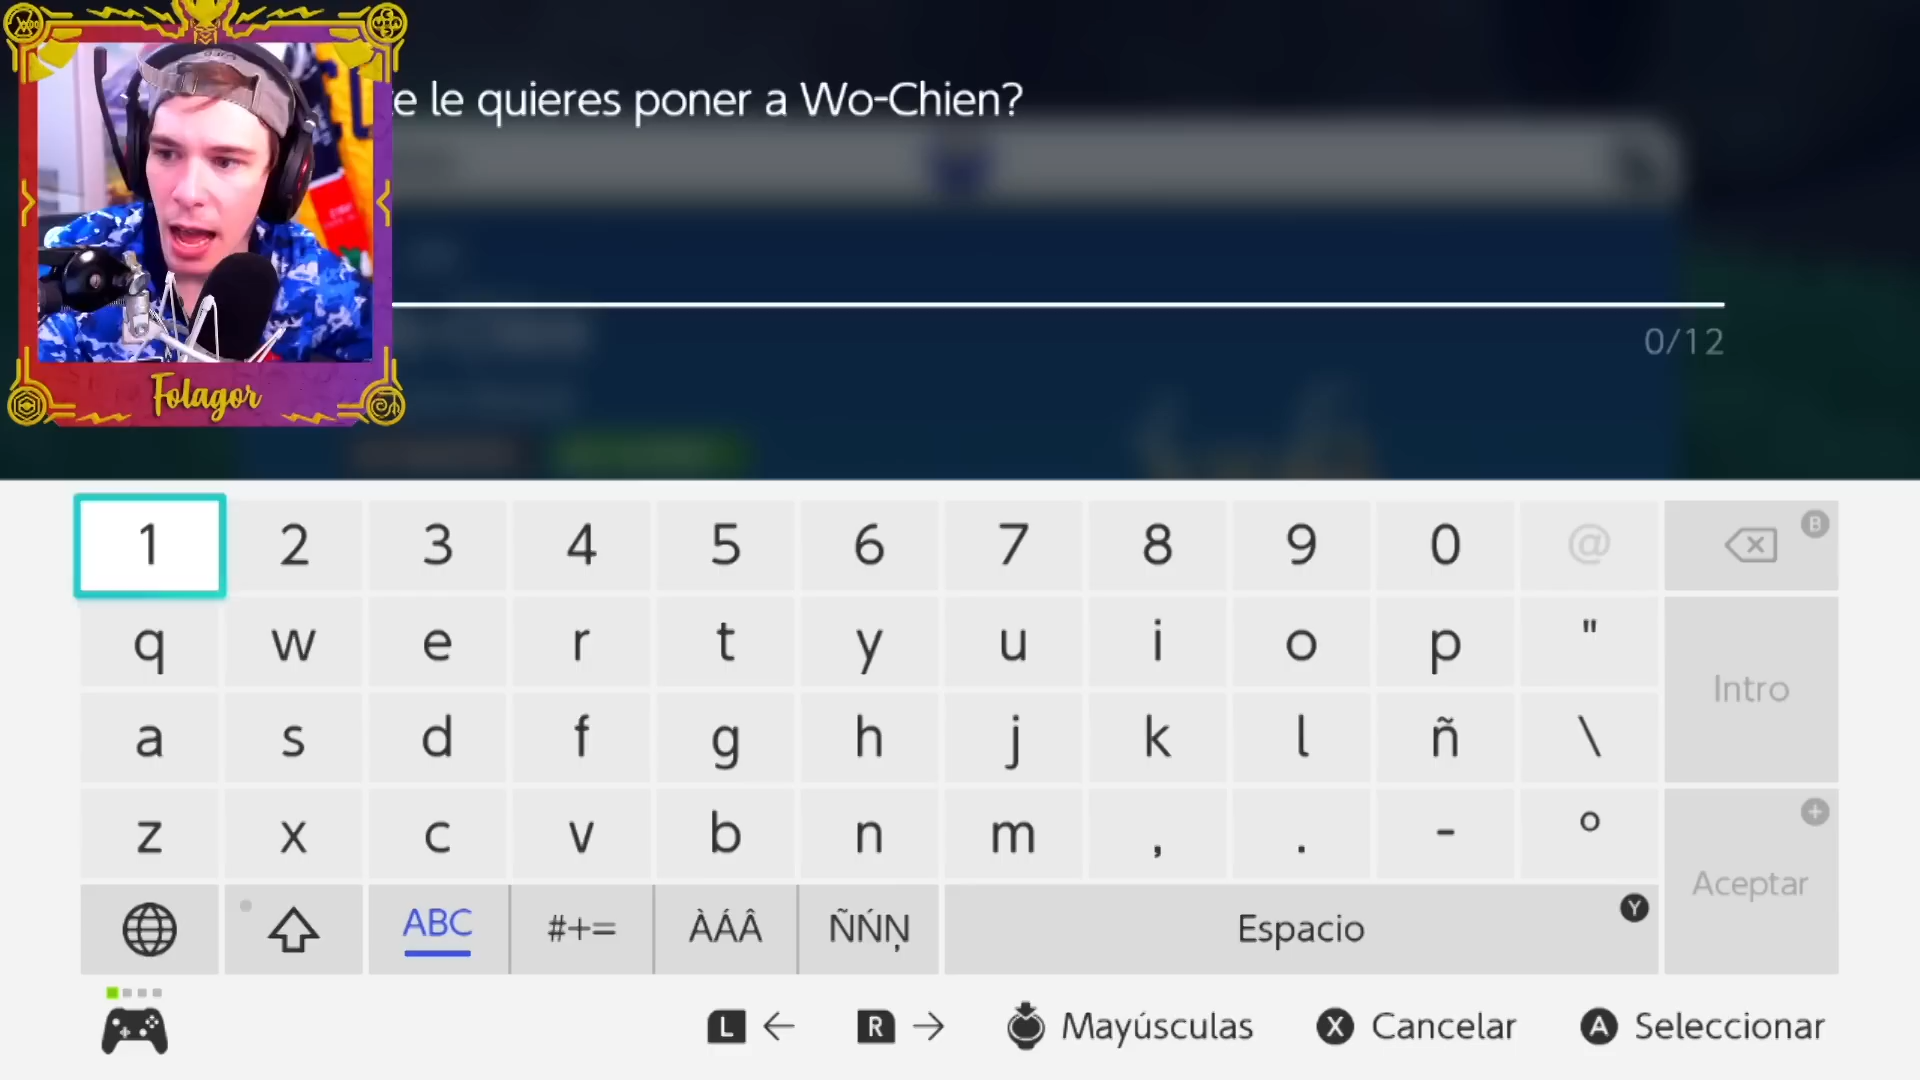 e le quieres poner a Wo-Chien?
0/12
Folagor
1 2 3 4 5 6 7 8 9 0 @ B
q w e r t y u i o p "
Intro
a s d f g h j k l ñ \
z x c v b n m , . - º
Aceptar
ABC #+= ÀÁÂ ÑŃŅ Espacio Y
L ← R → Mayúsculas X Cancelar A Seleccionar